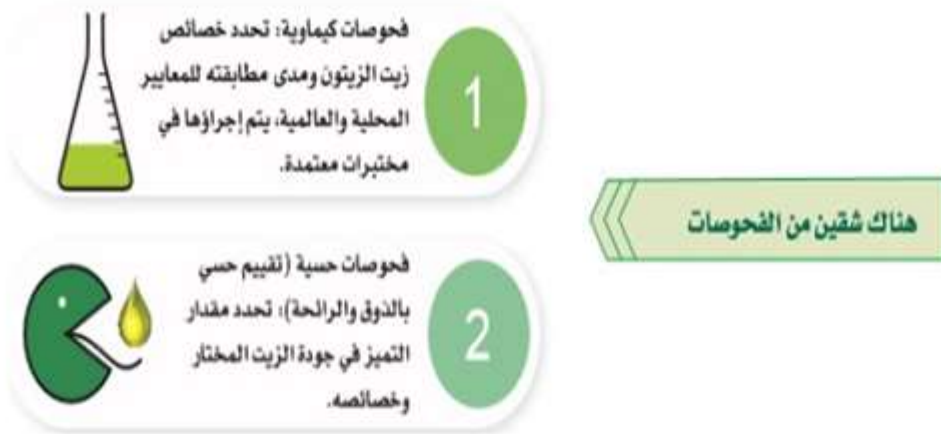 هناك شقين من الفحوصات
1
فحوصات كيماوية: تحدد خصائص
زيت الزيتون ومدى مطابقته للمعايير
المحلية والعالمية، يتم إجراؤها في
مختبرات معتمدة.
2
فحوصات حسية (تقييم حسي
بالذوق والرائحة): تحدد مقدار
التميز في جودة الزيت المختار
وخصائصه.